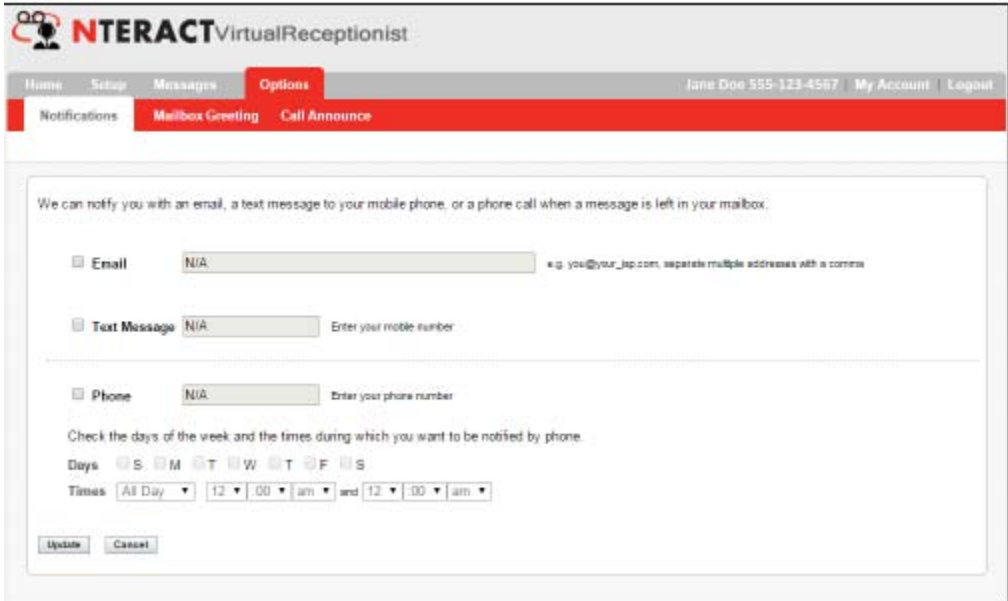 NTERACTVirtualReceptionist
Home Setup Messages Options Jane Doe 555-123-4567 | My Account | Logout
Notifications Mailbox Greeting Call Announce
We can notify you with an email, a text message to your mobile phone, or a phone call when a message is left in your mailbox.
Email N/A e.g. you@your_isp.com, separate multiple addresses with a comma
Text Message N/A Enter your mobile number
Phone N/A Enter your phone number
Check the days of the week and the times during which you want to be notified by phone.
Days S M T W T F S
Times All Day 12 :00 am and 12 :00 am
Update Cancel